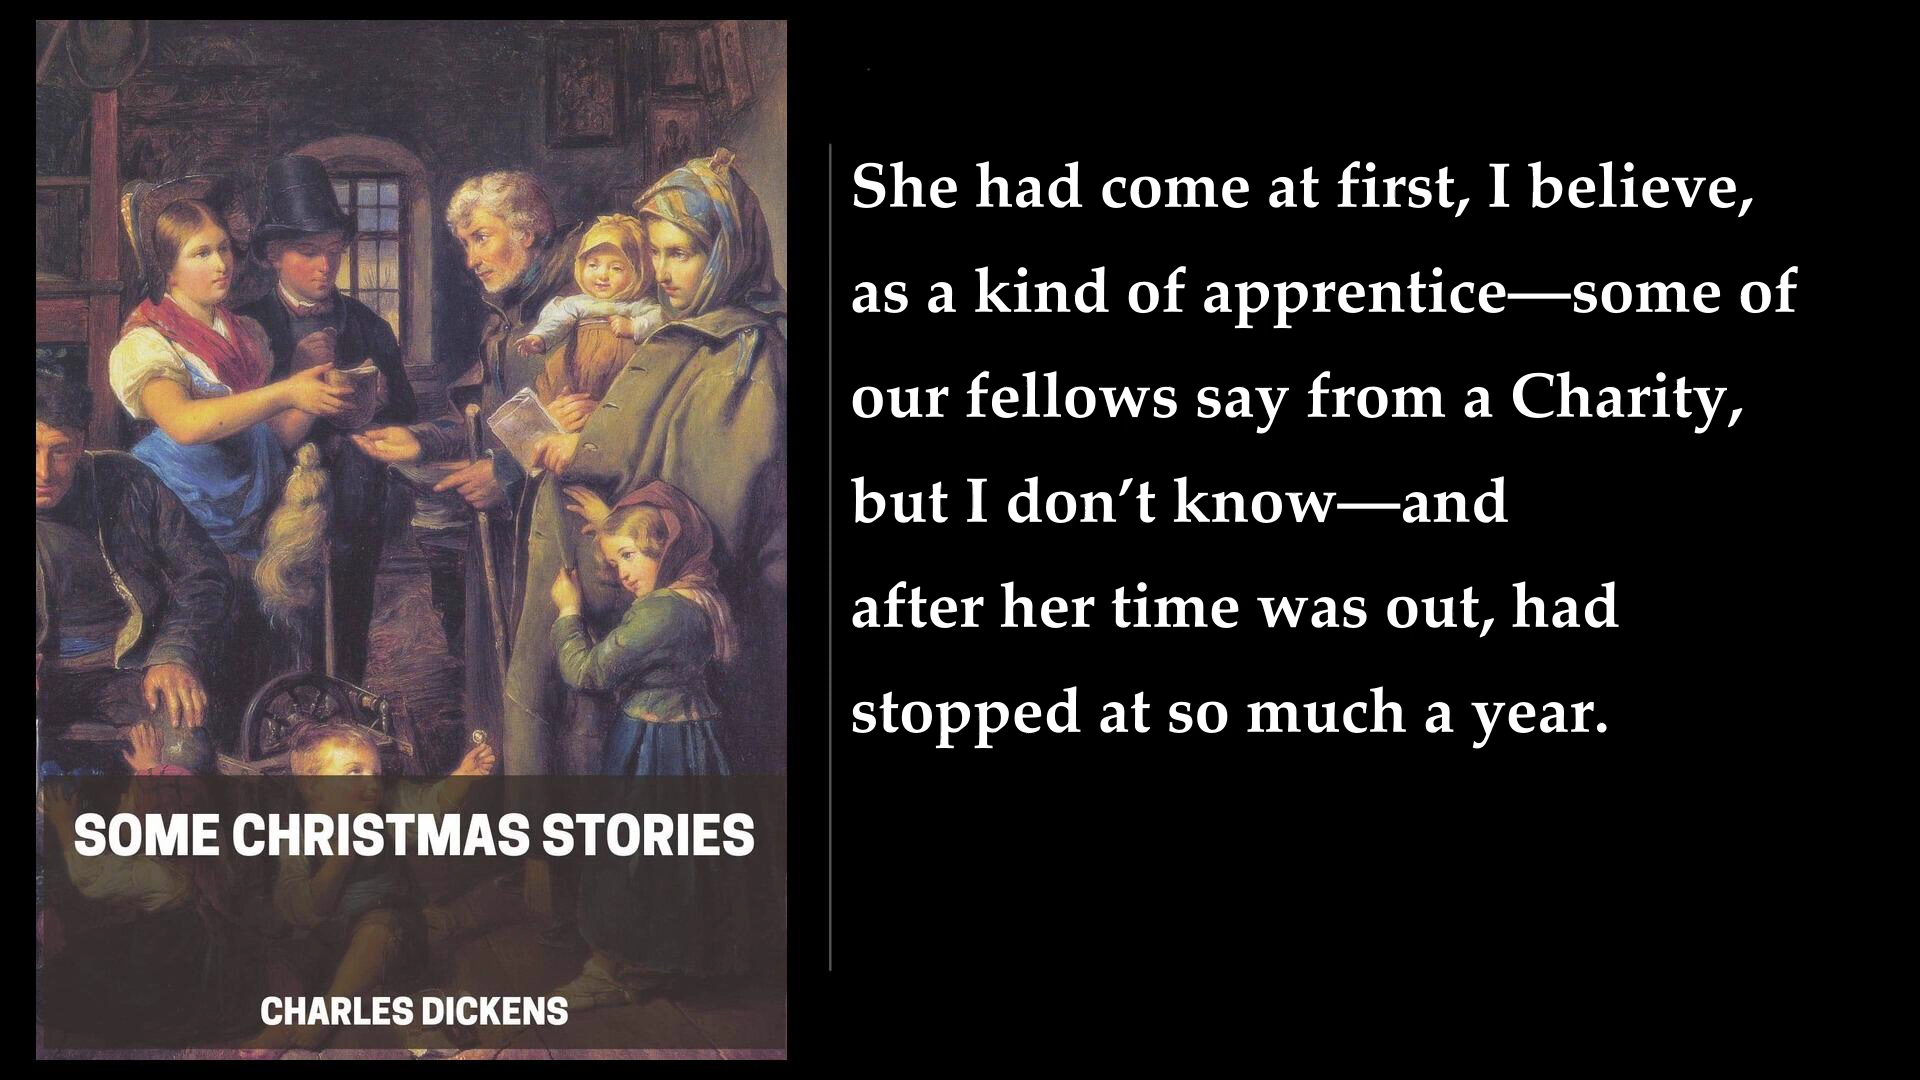 SOME CHRISTMAS STORIES
CHARLES DICKENS
She had come at first, I believe,
as a kind of apprentice—some of
our fellows say from a Charity,
but I don’t know—and
after her time was out, had
stopped at so much a year.